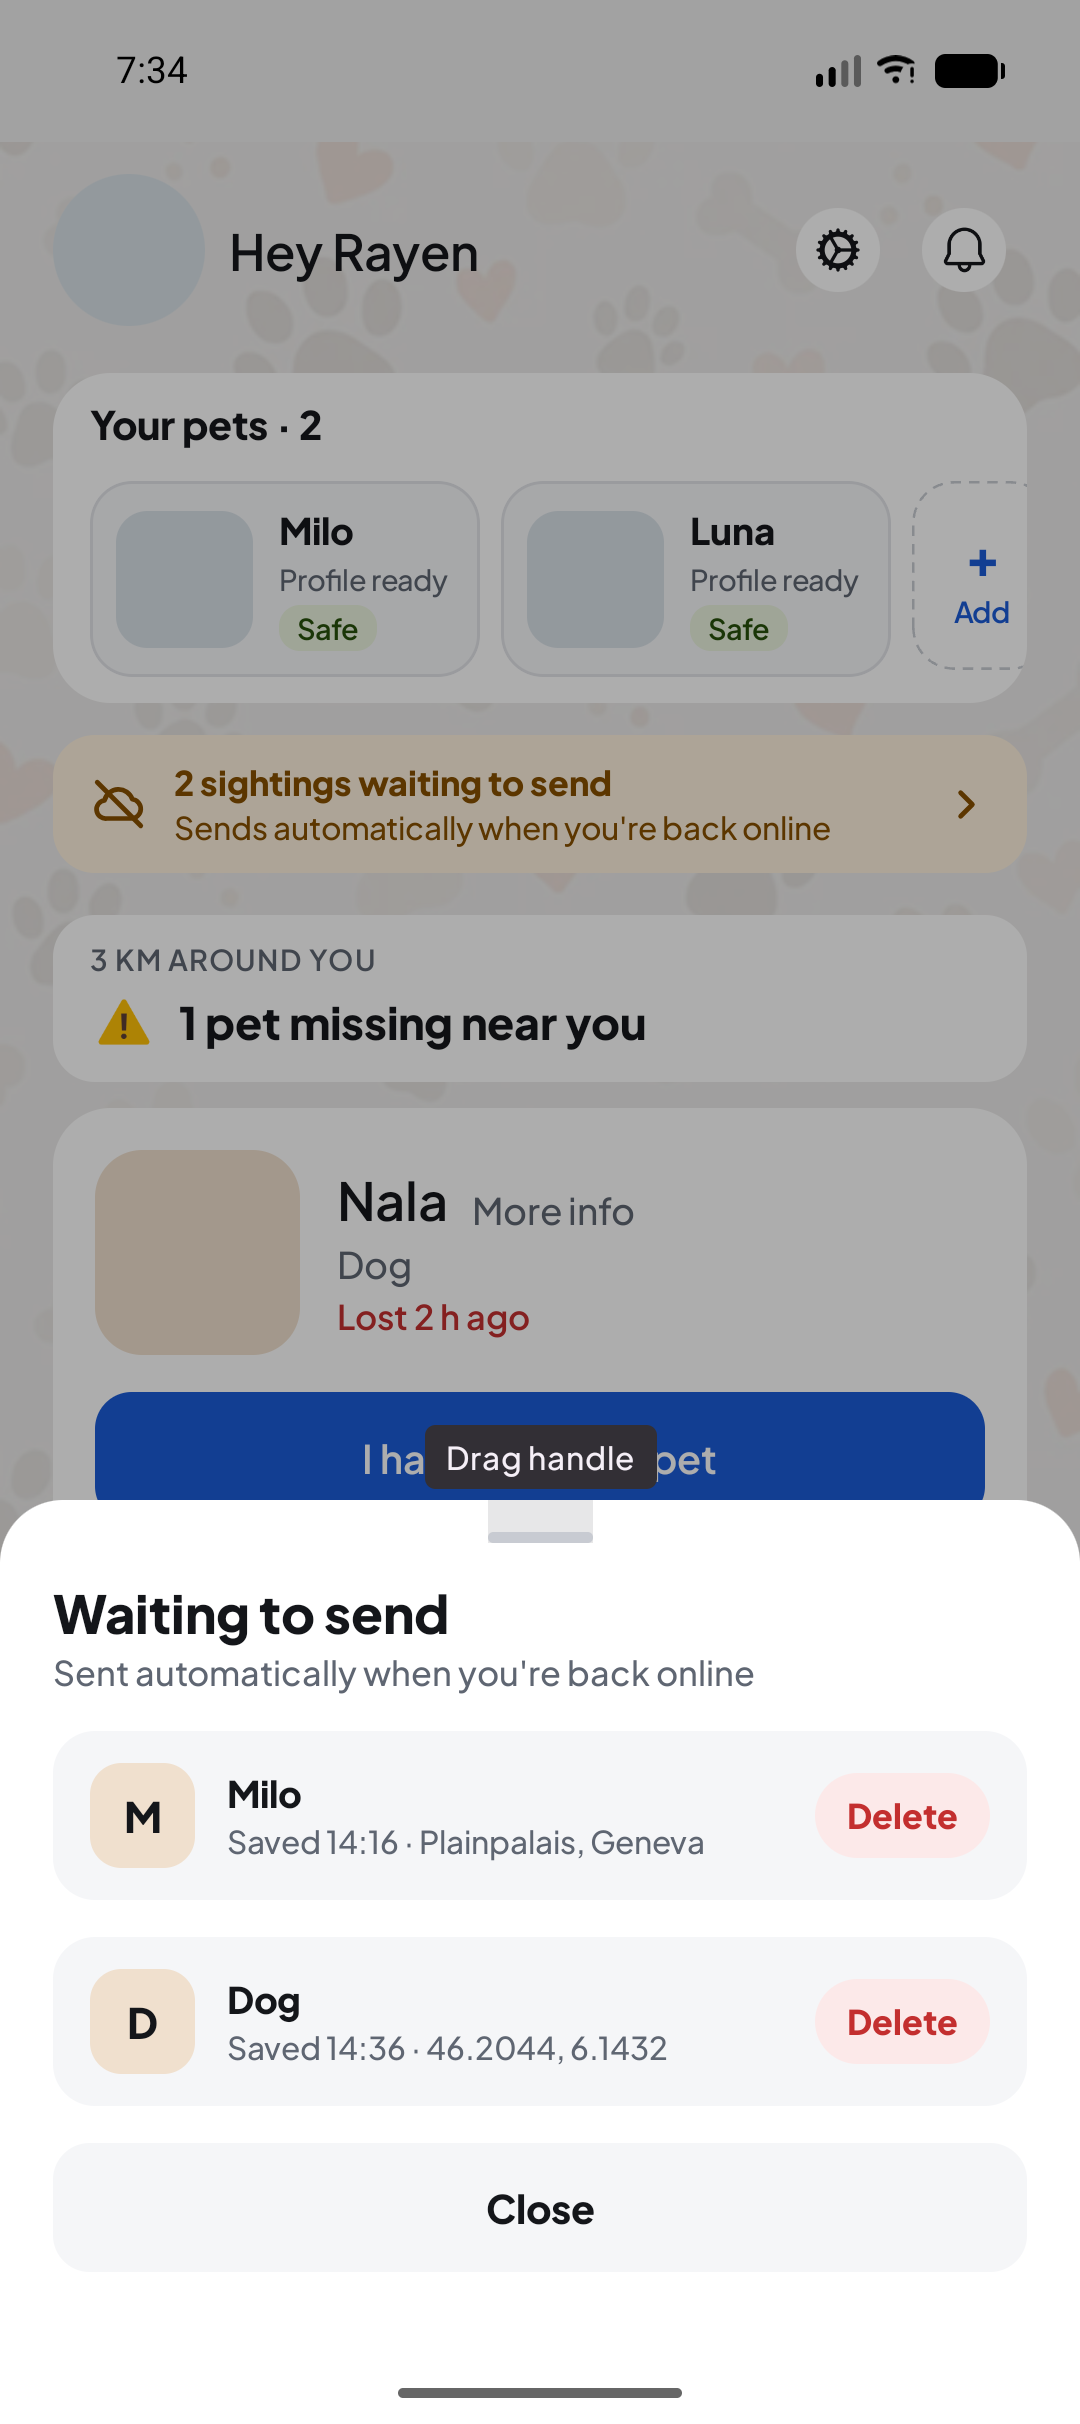 7:34
Hey Rayen
Your pets · 2
Milo
Profile ready
Safe
Luna
Profile ready
Safe
+
Add
2 sightings waiting to send
Sends automatically when you're back online
3 KM AROUND YOU
1 pet missing near you
Nala More info
Dog
Lost 2 h ago
I ha
pet
Drag handle
Waiting to send
Sent automatically when you're back online
M
Milo
Saved 14:16 · Plainpalais, Geneva
Delete
D
Dog
Saved 14:36 · 46.2044, 6.1432
Delete
Close